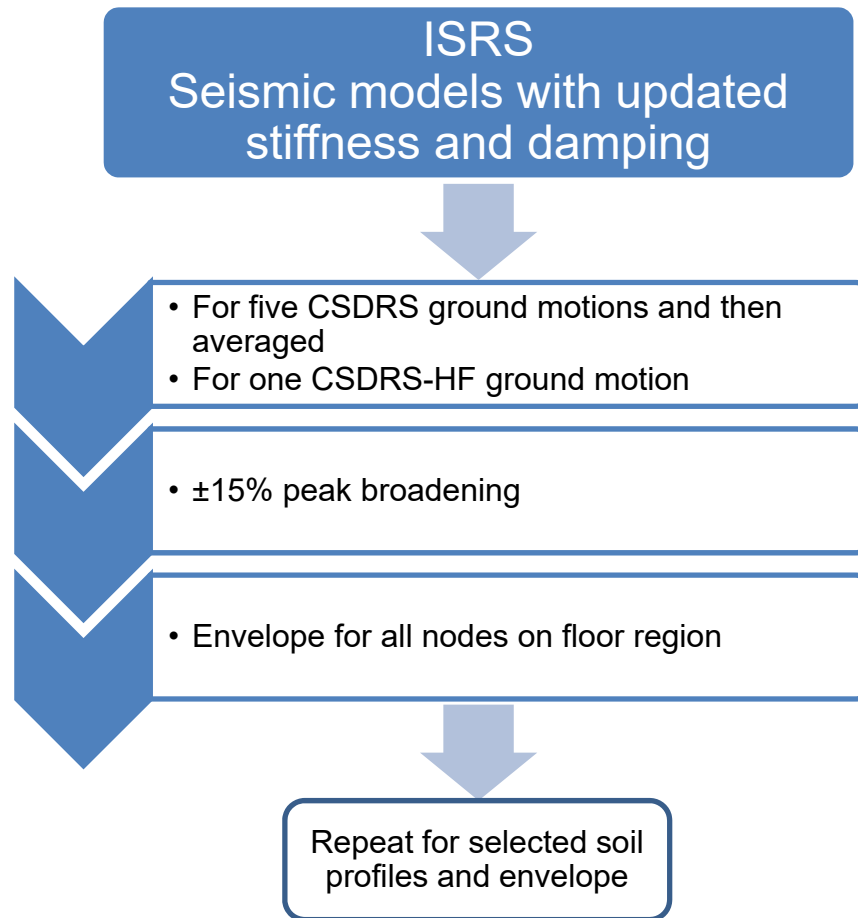 ISRS
Seismic models with updated
stiffness and damping
• For five CSDRS ground motions and then
averaged
• For one CSDRS-HF ground motion
• ±15% peak broadening
• Envelope for all nodes on floor region
Repeat for selected soil
profiles and envelope